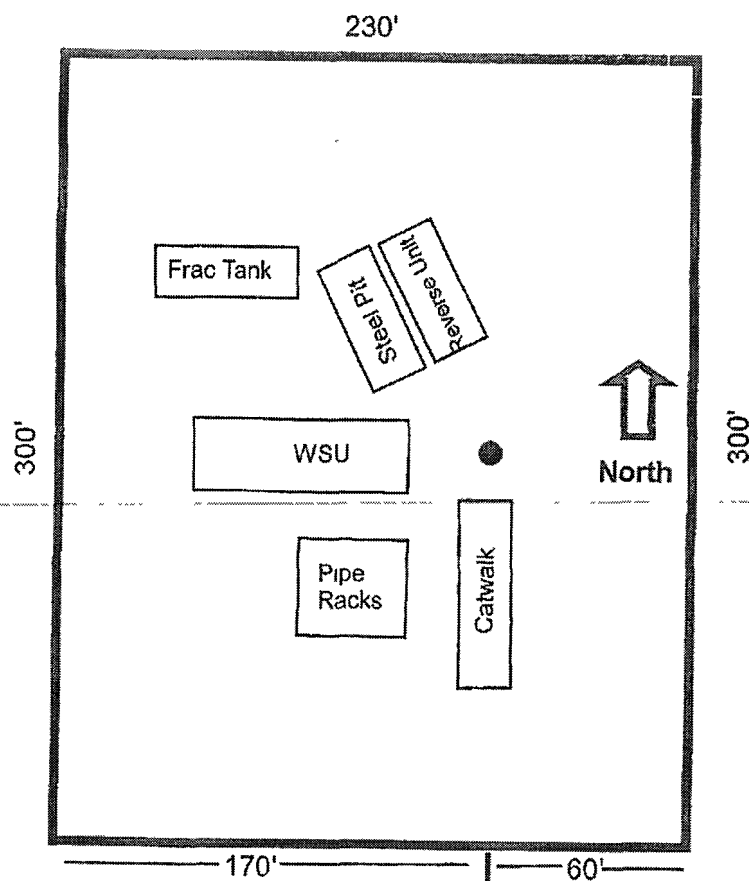 230'
Frac Tank
Steel Pit
Reverse Unit
300'
WSU
North
300'
Pipe
Racks
Catwalk
170'
60'